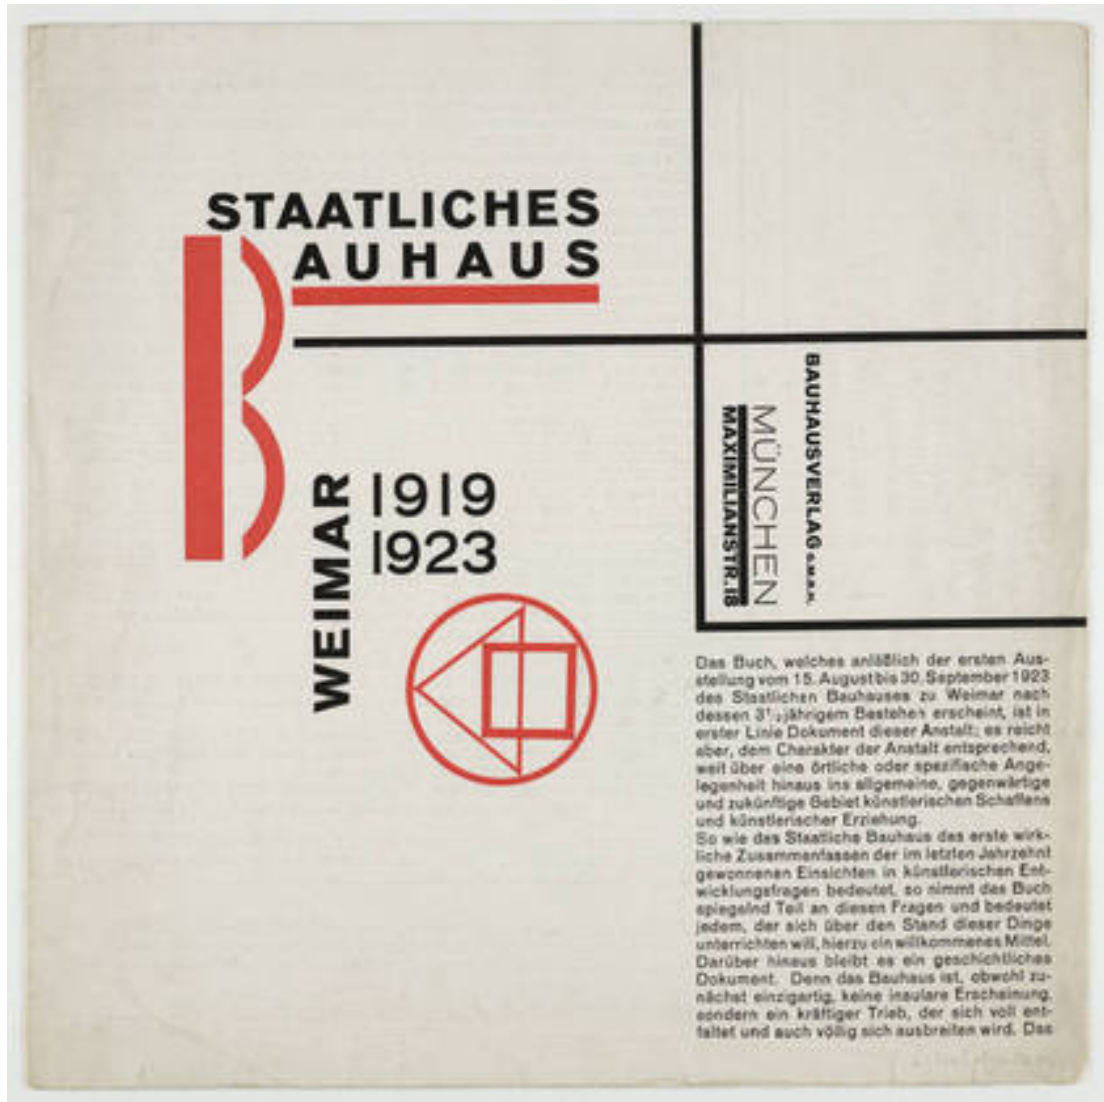 STAATLICHES
BAUHAUS
WEIMAR
1919
1923
BAUHAUSVERLAG G.M.B.H.
MÜNCHEN
MAXIMILIANSTR.18
Das Buch, welches anläßlich der ersten Aus-
stellung vom 15. August bis 30. September 1923
des Staatlichen Bauhauses zu Weimar nach
dessen 3½ jährigem Bestehen erscheint, ist in
erster Linie Dokument dieser Anstalt; es reicht
aber, dem Charakter der Anstalt entsprechend,
weit über eine örtliche oder spezifische Ange-
legenheit hinaus ins allgemeine, gegenwärtige
und zukünftige Gebiet künstlerischen Schaffens
und künstlerischer Erziehung.
So wie das Staatliche Bauhaus das erste wirk-
liche Zusammenfassen der im letzten Jahrzehnt
gewonnenen Einsichten in künstlerischen Ent-
wicklungsfragen bedeutet, so nimmt das Buch
spiegelnd Teil an diesen Fragen und bedeutet
jedem, der sich über den Stand dieser Dinge
unterrichten will, hierzu ein willkommenes Mittel.
Darüber hinaus bleibt es ein geschichtliches
Dokument. Denn das Bauhaus ist, obwohl zu-
nächst einzigartig, keine insulare Erscheinung,
sondern ein kräftiger Trieb, der sich voll ent-
faltet und auch völlig sich ausbreiten wird. Das